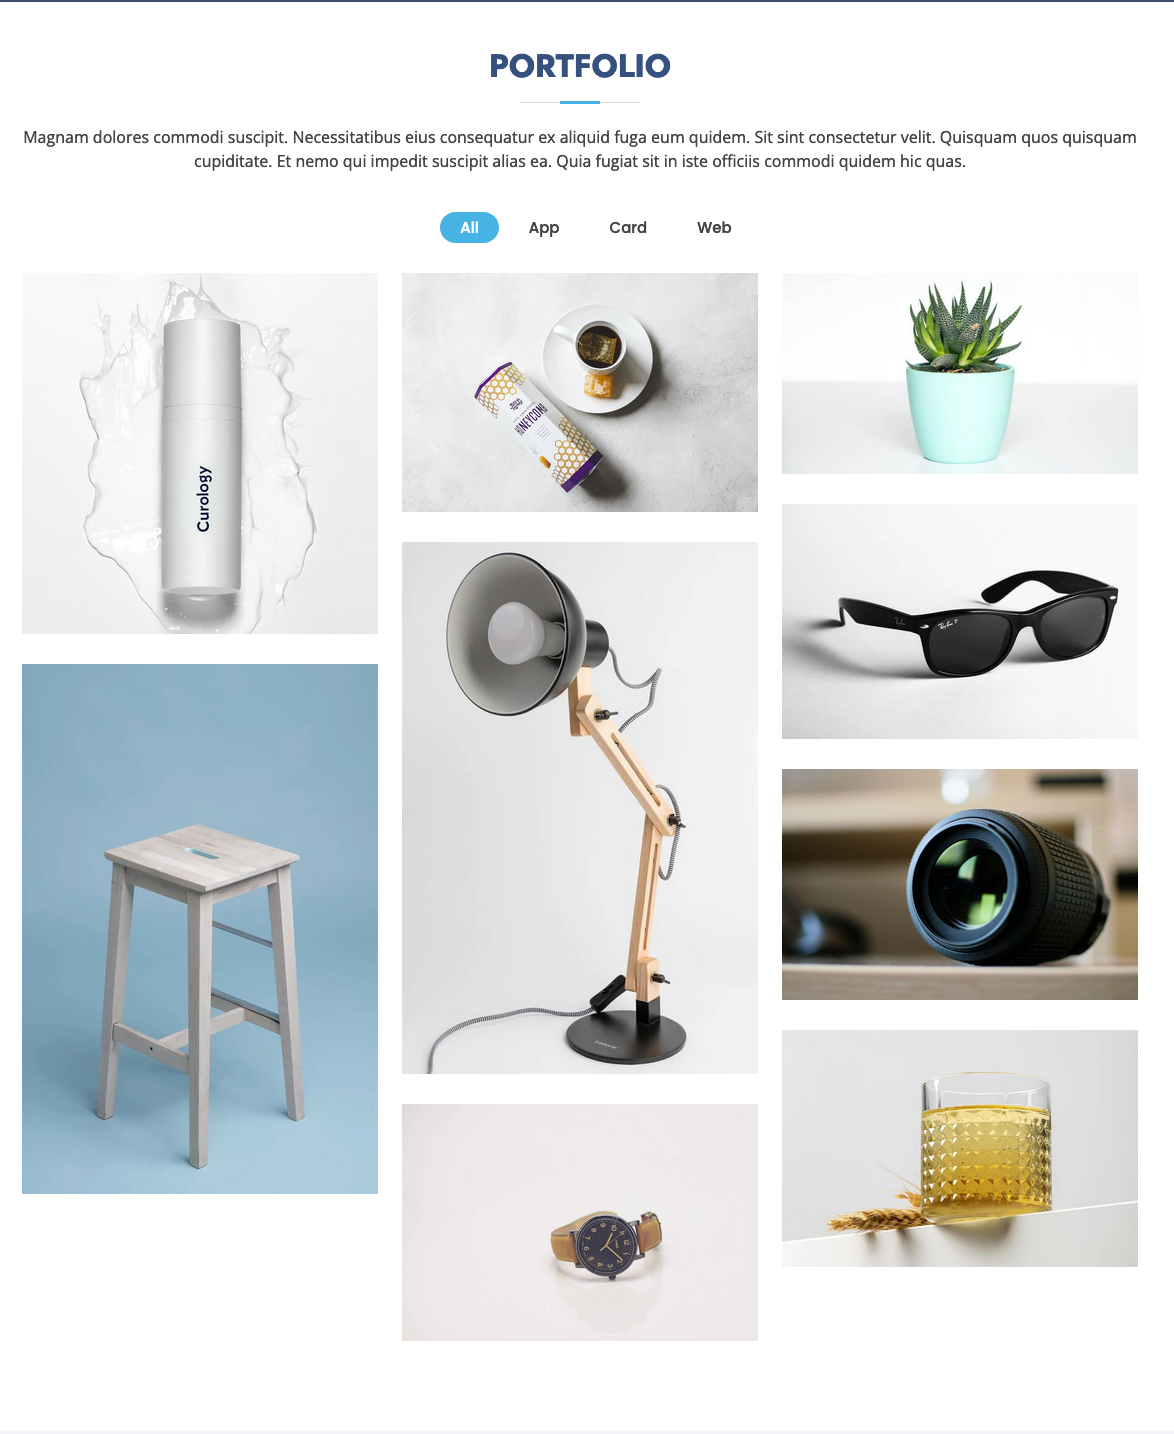 PORTFOLIO
Magnam dolores commodi suscipit. Necessitatibus eius consequatur ex aliquid fuga eum quidem. Sit sint consectetur velit. Quisquam quos quisquam
cupiditate. Et nemo qui impedit suscipit alias ea. Quia fugiat sit in iste officiis commodi quidem hic quas.
All App Card Web
Curology
HONEYCOMB
Ray-Ban